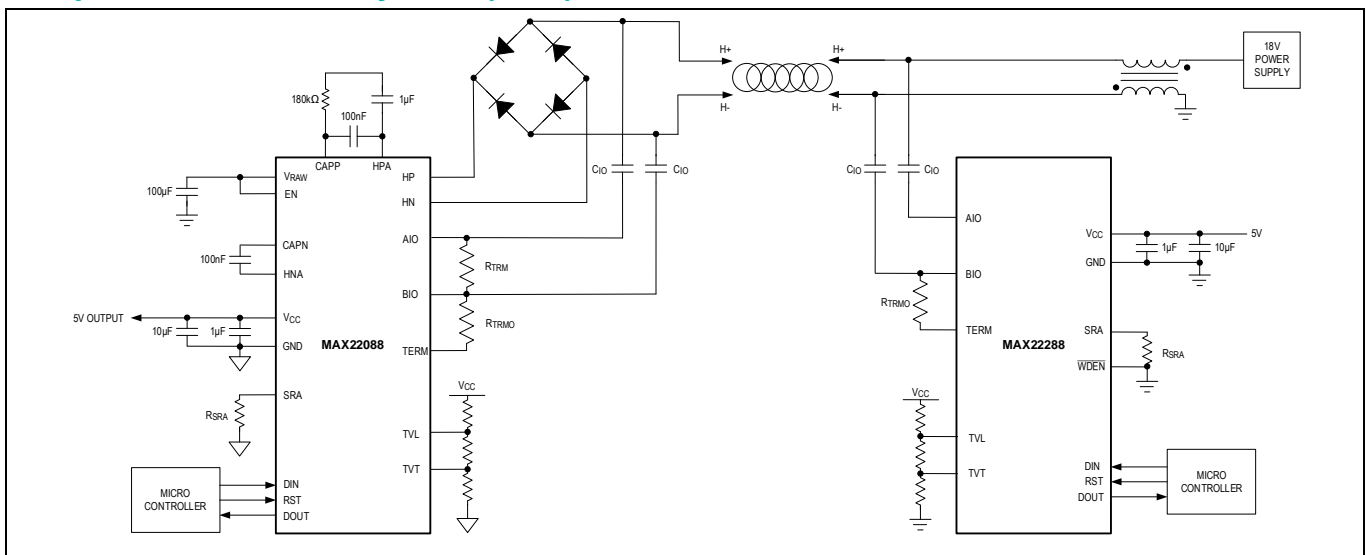 H+
H+
18V
POWER
SUPPLY
180kΩ
1µF
100nF
H-
H-
CAPP
HPA
CIO
CIO
CIO
CIO
VRAW
HP
100µF
EN
HN
AIO
AIO
CAPN
VCC
5V
100nF
RTRM
1µF
10µF
HNA
GND
BIO
BIO
RTRMO
RTRMO
5V OUTPUT
VCC
10µF
1µF
TERM
SRA
GND
MAX22088
TERM
MAX22288
RSRA
WDEN
VCC
VCC
SRA
RSRA
TVL
TVL
TVT
TVT
DIN
DIN
MICRO
CONTROLLER
RST
RST
MICRO
CONTROLLER
DOUT
DOUT